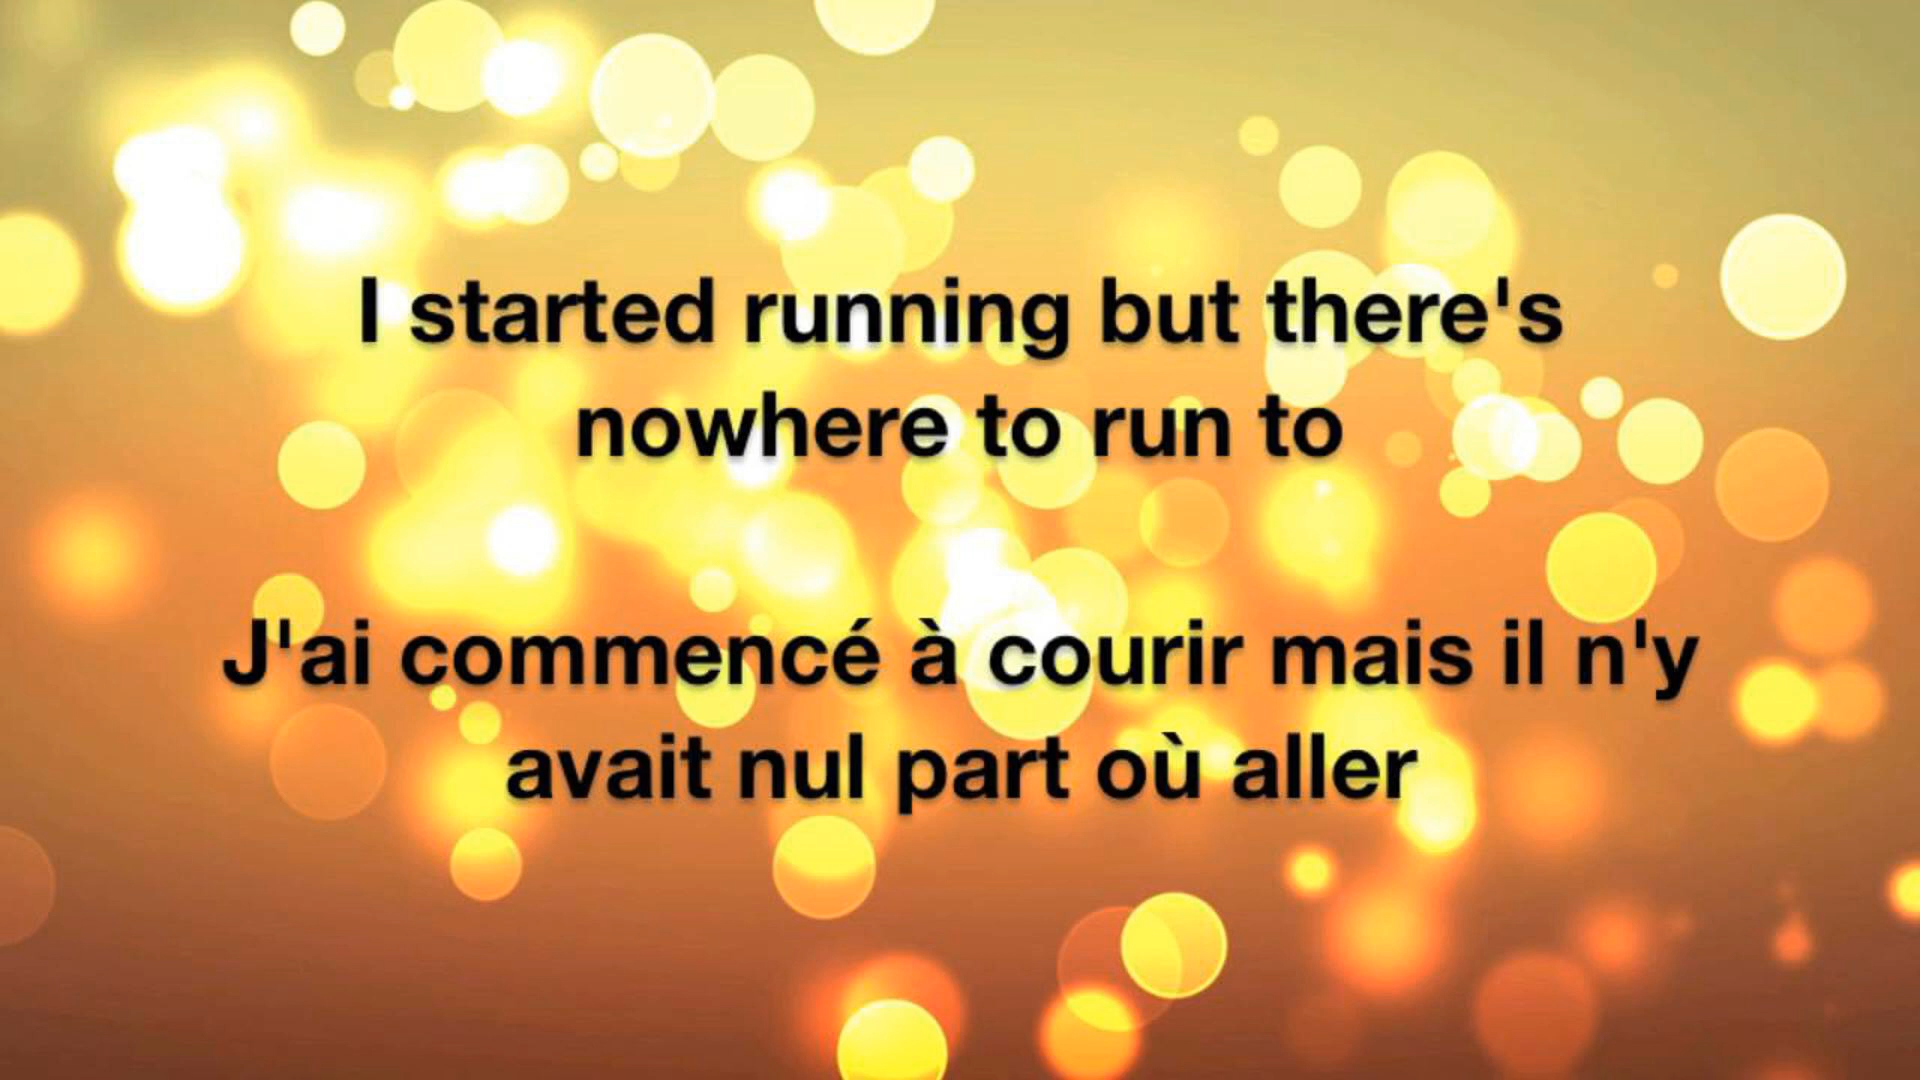 I started running but there's
nowhere to run to
J'ai commencé à courir mais il n'y
avait nul part où aller